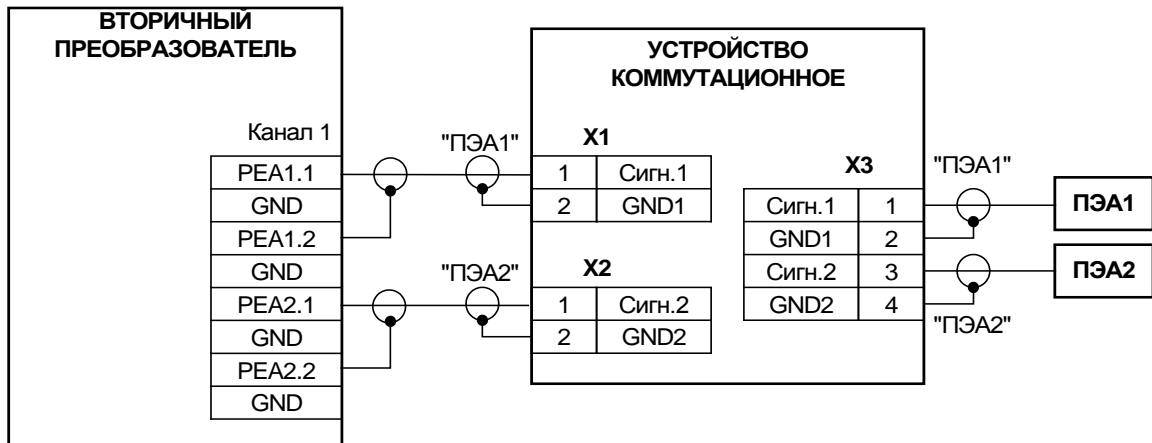 ВТОРИЧНЫЙ
ПРЕОБРАЗОВАТЕЛЬ
Канал 1
PEA1.1
GND
PEA1.2
GND
PEA2.1
GND
PEA2.2
GND
"ПЭА1"
"ПЭА2"
УСТРОЙСТВО
КОММУТАЦИОННОЕ
X1
1 Сигн.1
2 GND1
X2
1 Сигн.2
2 GND2
X3
Сигн.1 1
GND1 2
Сигн.2 3
GND2 4
"ПЭА1"
"ПЭА2"
ПЭА1
ПЭА2